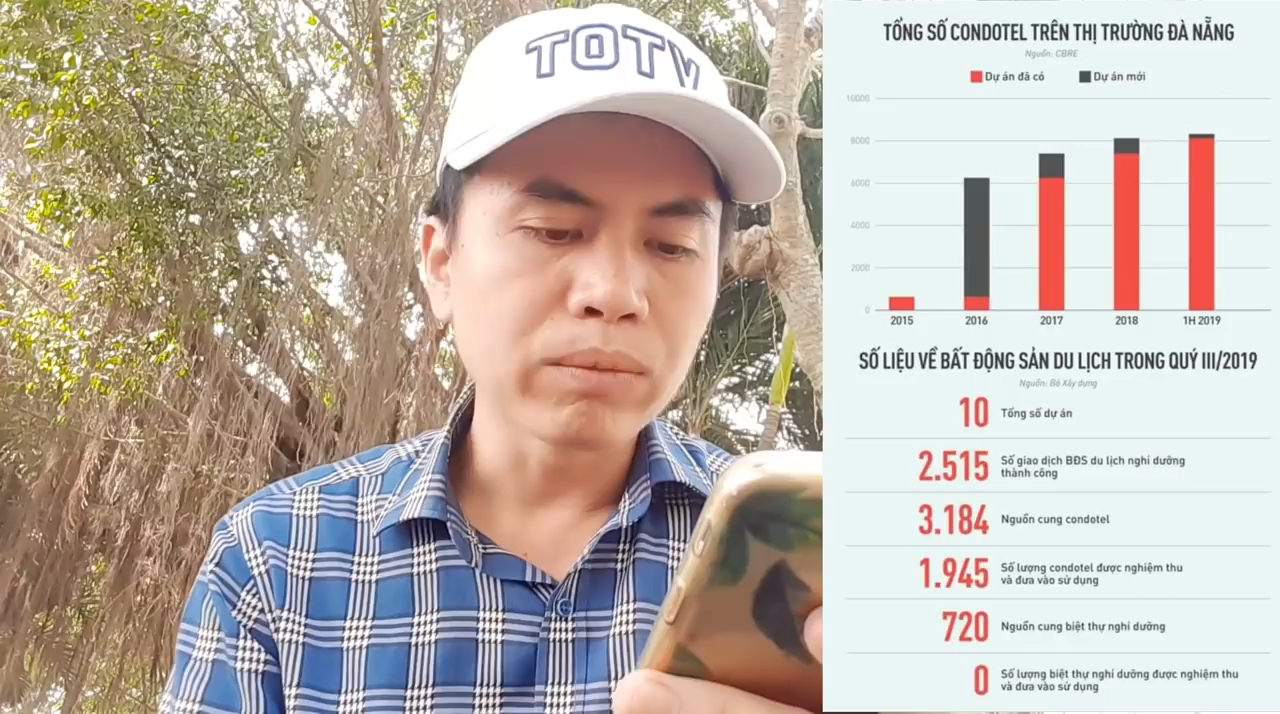 TOTV
TỔNG SỐ CONDOTEL TRÊN THỊ TRƯỜNG ĐÀ NẴNG
Nguồn: CBRE
Dự án đã có
Dự án mới
10000
8000
6000
4000
2000
0
2015 2016 2017 2018 1H 2019
SỐ LIỆU VỀ BẤT ĐỘNG SẢN DU LỊCH TRONG QUÝ III/2019
Nguồn: Bộ Xây dựng
10 Tổng số dự án
2.515 Số giao dịch BĐS du lịch nghỉ dưỡng
thành công
3.184 Nguồn cung condotel
1.945 Số lượng condotel được nghiệm thu
và đưa vào sử dụng
720 Nguồn cung biệt thự nghỉ dưỡng
0 Số lượng biệt thự nghỉ dưỡng được nghiệm thu
và đưa vào sử dụng